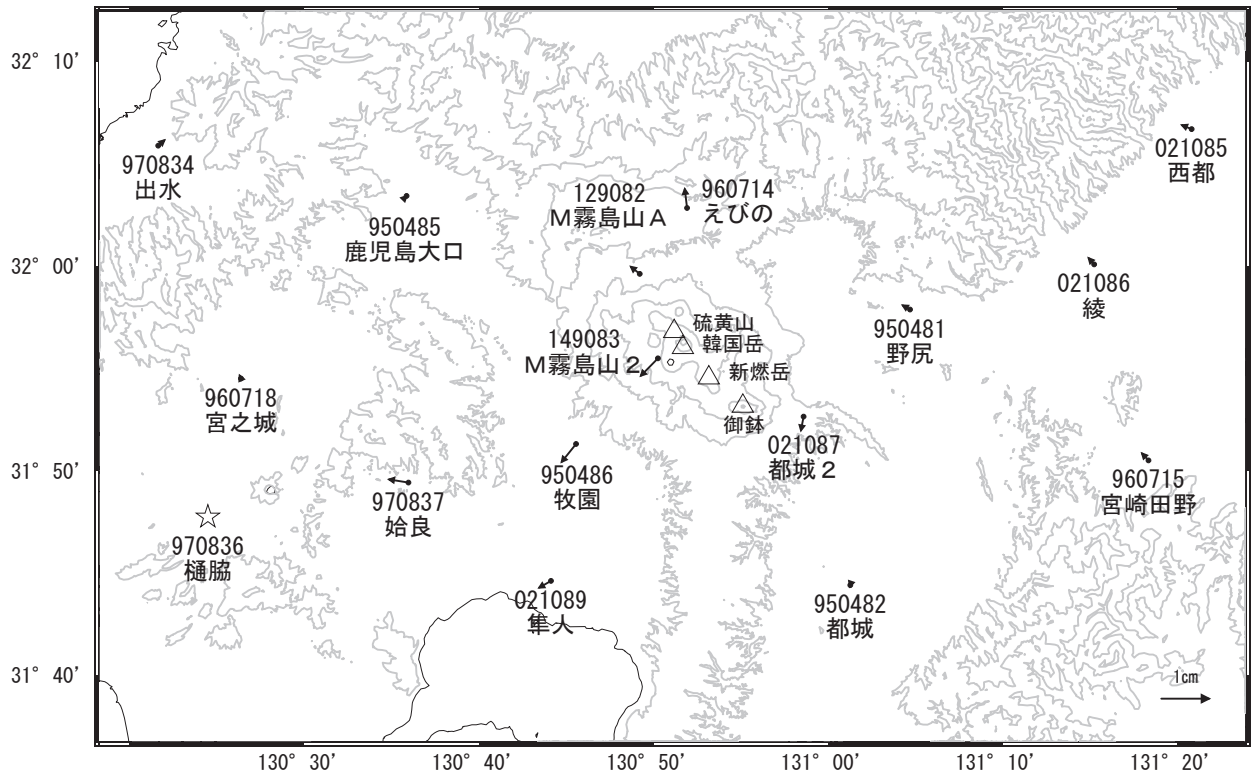 32° 10′
021085
西都
970834
出水
129082
M霧島山A
960714
えびの
950485
鹿児島大口
32° 00′
021086
綾
950481
野尻
硫黄山
149083
M霧島山2
韓国岳
新燃岳
960718
宮之城
御鉢
021087
都城2
31° 50′
950486
牧園
960715
宮崎田野
970837
姶良
970836
樋脇
021089
隼人
950482
都城
31° 40′
1cm
130° 30′
130° 40′
130° 50′
131° 00′
131° 10′
131° 20′